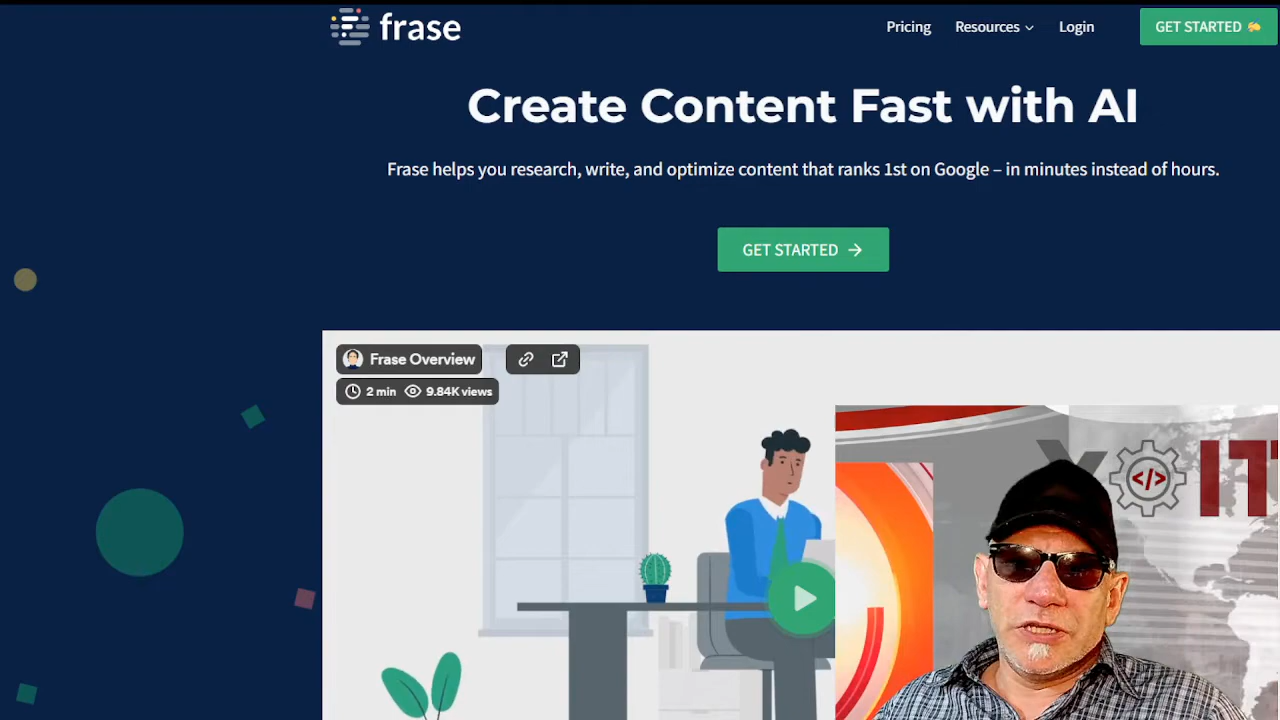 frase
Pricing Resources Login GET STARTED
Create Content Fast with AI
Frase helps you research, write, and optimize content that ranks 1st on Google – in minutes instead of hours.
GET STARTED →
Frase Overview
2 min 9.84K views
</> IT